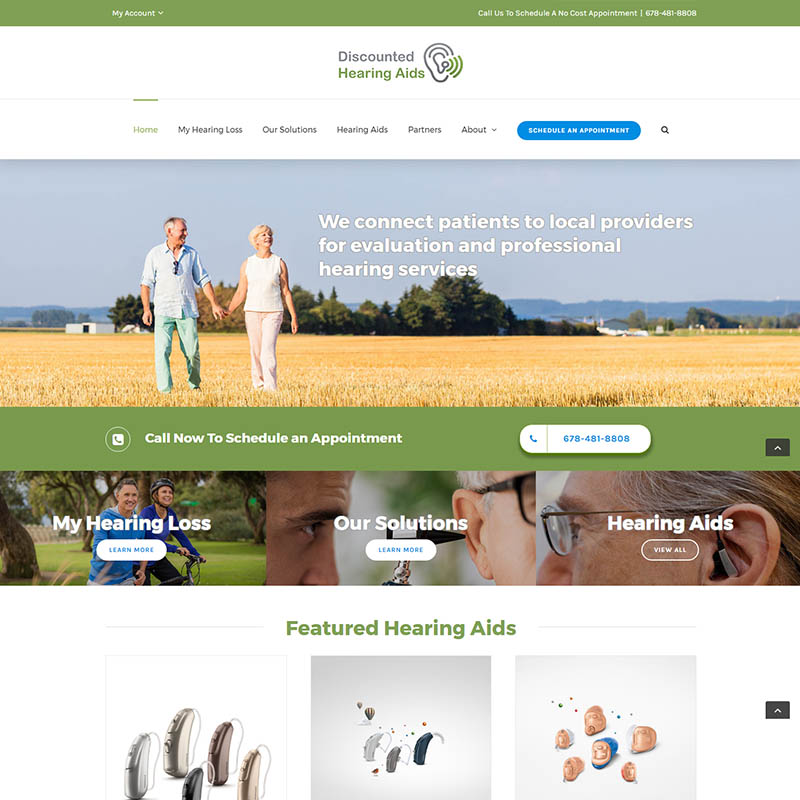 My Account
Call Us To Schedule A No Cost Appointment | 678-481-8808
Discounted
Hearing Aids
Home My Hearing Loss Our Solutions Hearing Aids Partners About SCHEDULE AN APPOINTMENT
We connect patients to local providers
for evaluation and professional
hearing services
Call Now To Schedule an Appointment
678-481-8808
My Hearing Loss
LEARN MORE
Our Solutions
LEARN MORE
Hearing Aids
VIEW ALL
Featured Hearing Aids